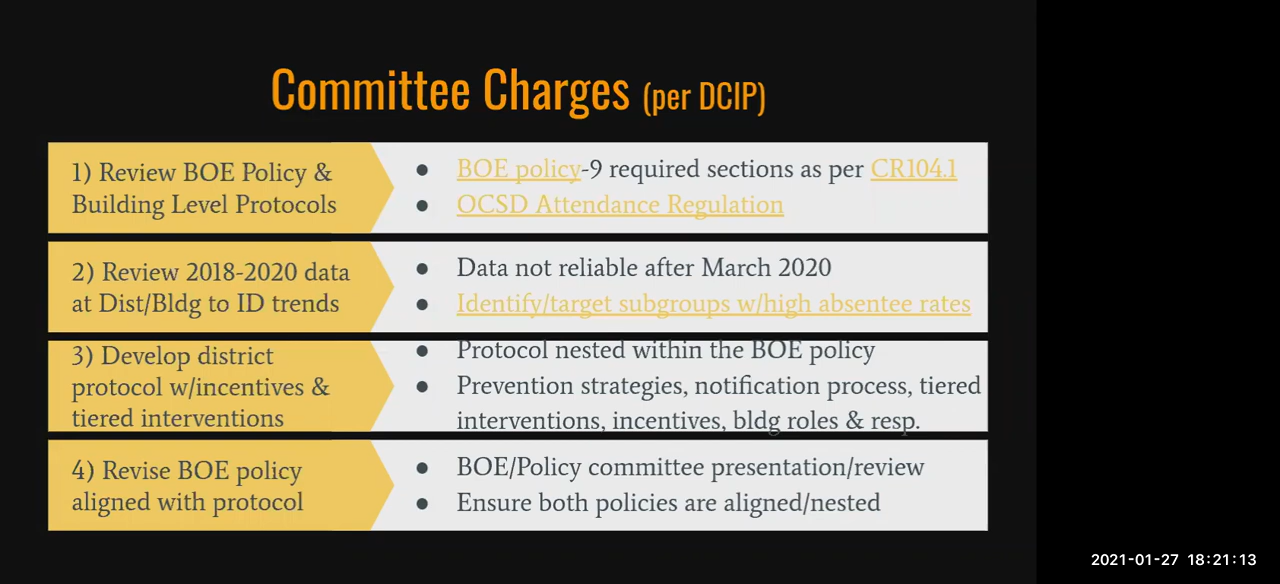 Committee Charges (per DCIP)
1) Review BOE Policy &
Building Level Protocols
● BOE policy-9 required sections as per CR104.1
● OCSD Attendance Regulation
2) Review 2018-2020 data
at Dist/Bldg to ID trends
● Data not reliable after March 2020
● Identify/target subgroups w/high absentee rates
3) Develop district
protocol w/incentives &
tiered interventions
● Protocol nested within the BOE policy
● Prevention strategies, notification process, tiered
interventions, incentives, bldg roles & resp.
4) Revise BOE policy
aligned with protocol
● BOE/Policy committee presentation/review
● Ensure both policies are aligned/nested
2021-01-27 18:21:13